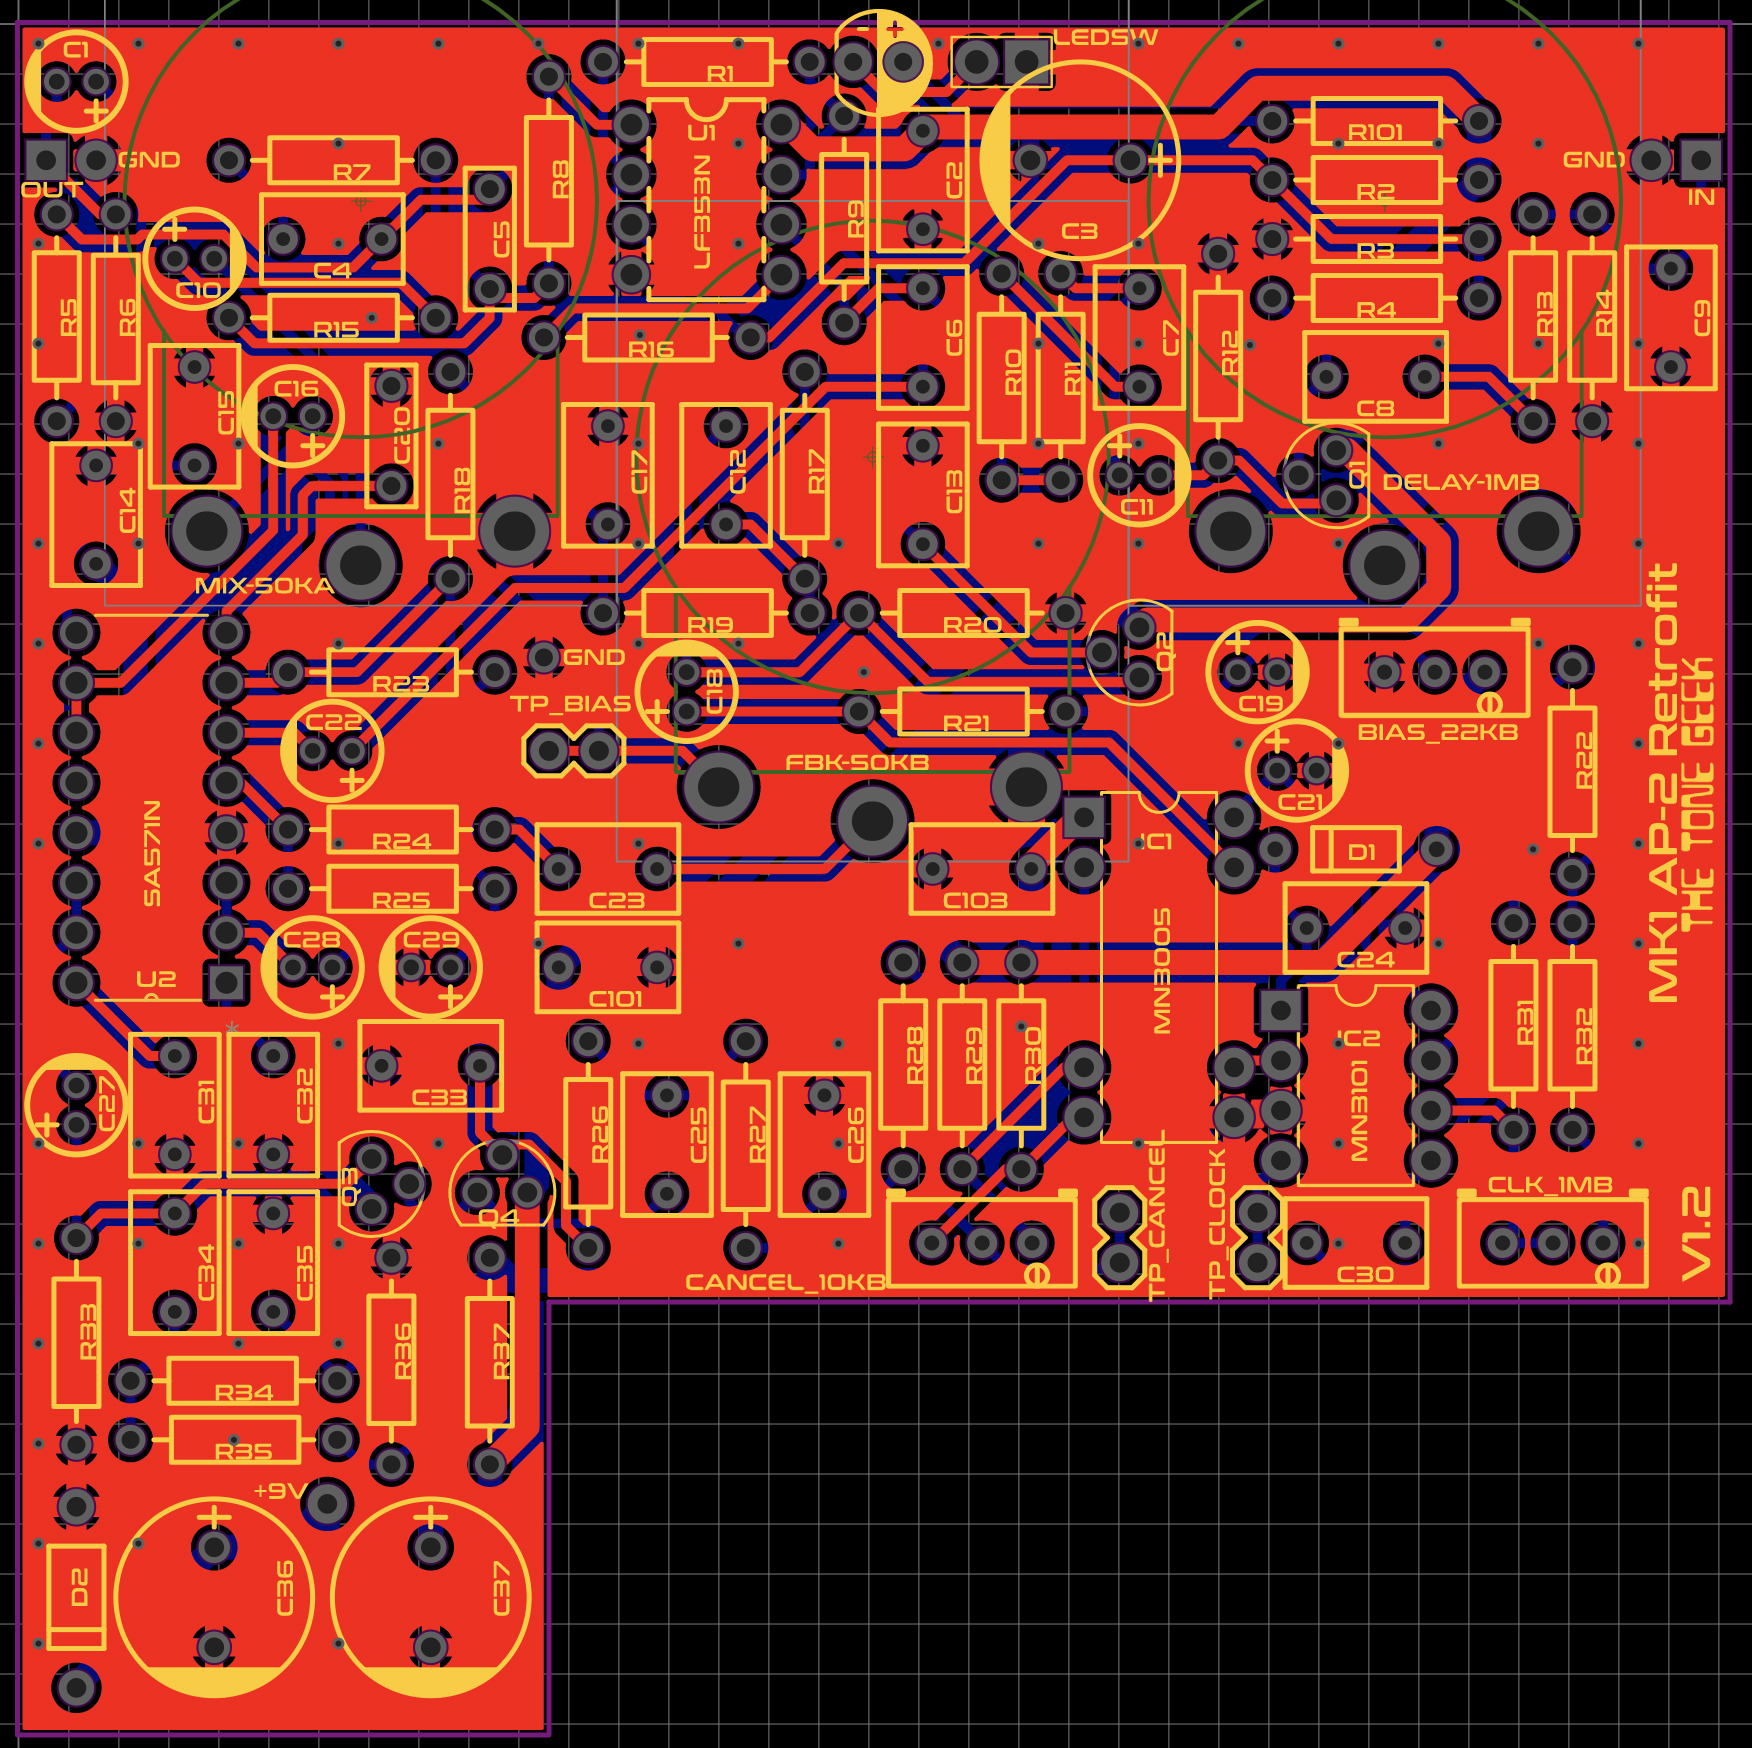 C1
R1
- +
LEDSW
GND
OUT
R7
R8
U1
LF353N
R9
C2
C3
R101
R2
R3
R4
GND
IN
R5
R6
C10
C4
C5
R15
R16
C6
R10
R11
C7
R12
C8
R13
R14
C9
C15
C16
C20
R18
C17
C12
R17
C13
C11
Q1
DELAY-1MB
C14
MIX-50KA
R19
R20
Q2
GND
R23
TP_BIAS
C18
R21
C19
BIAS_22KB
C22
FBK-50KB
C21
R22
MK1 AP-2 Retrofit
THE TONE GEEK
SA571N
R24
R25
C23
C103
IC1
MN3005
D1
C24
C28
C29
U2
C101
C27
C31
C32
C33
R26
C25
R27
C26
R28
R29
R30
IC2
MN3101
R31
R32
Q3
Q4
CANCEL_10KB
TP_CANCEL
TP_CLOCK
C30
CLK_1MB
V1.2
R33
C34
C35
R36
R37
R34
R35
+9V
D2
C36
C37